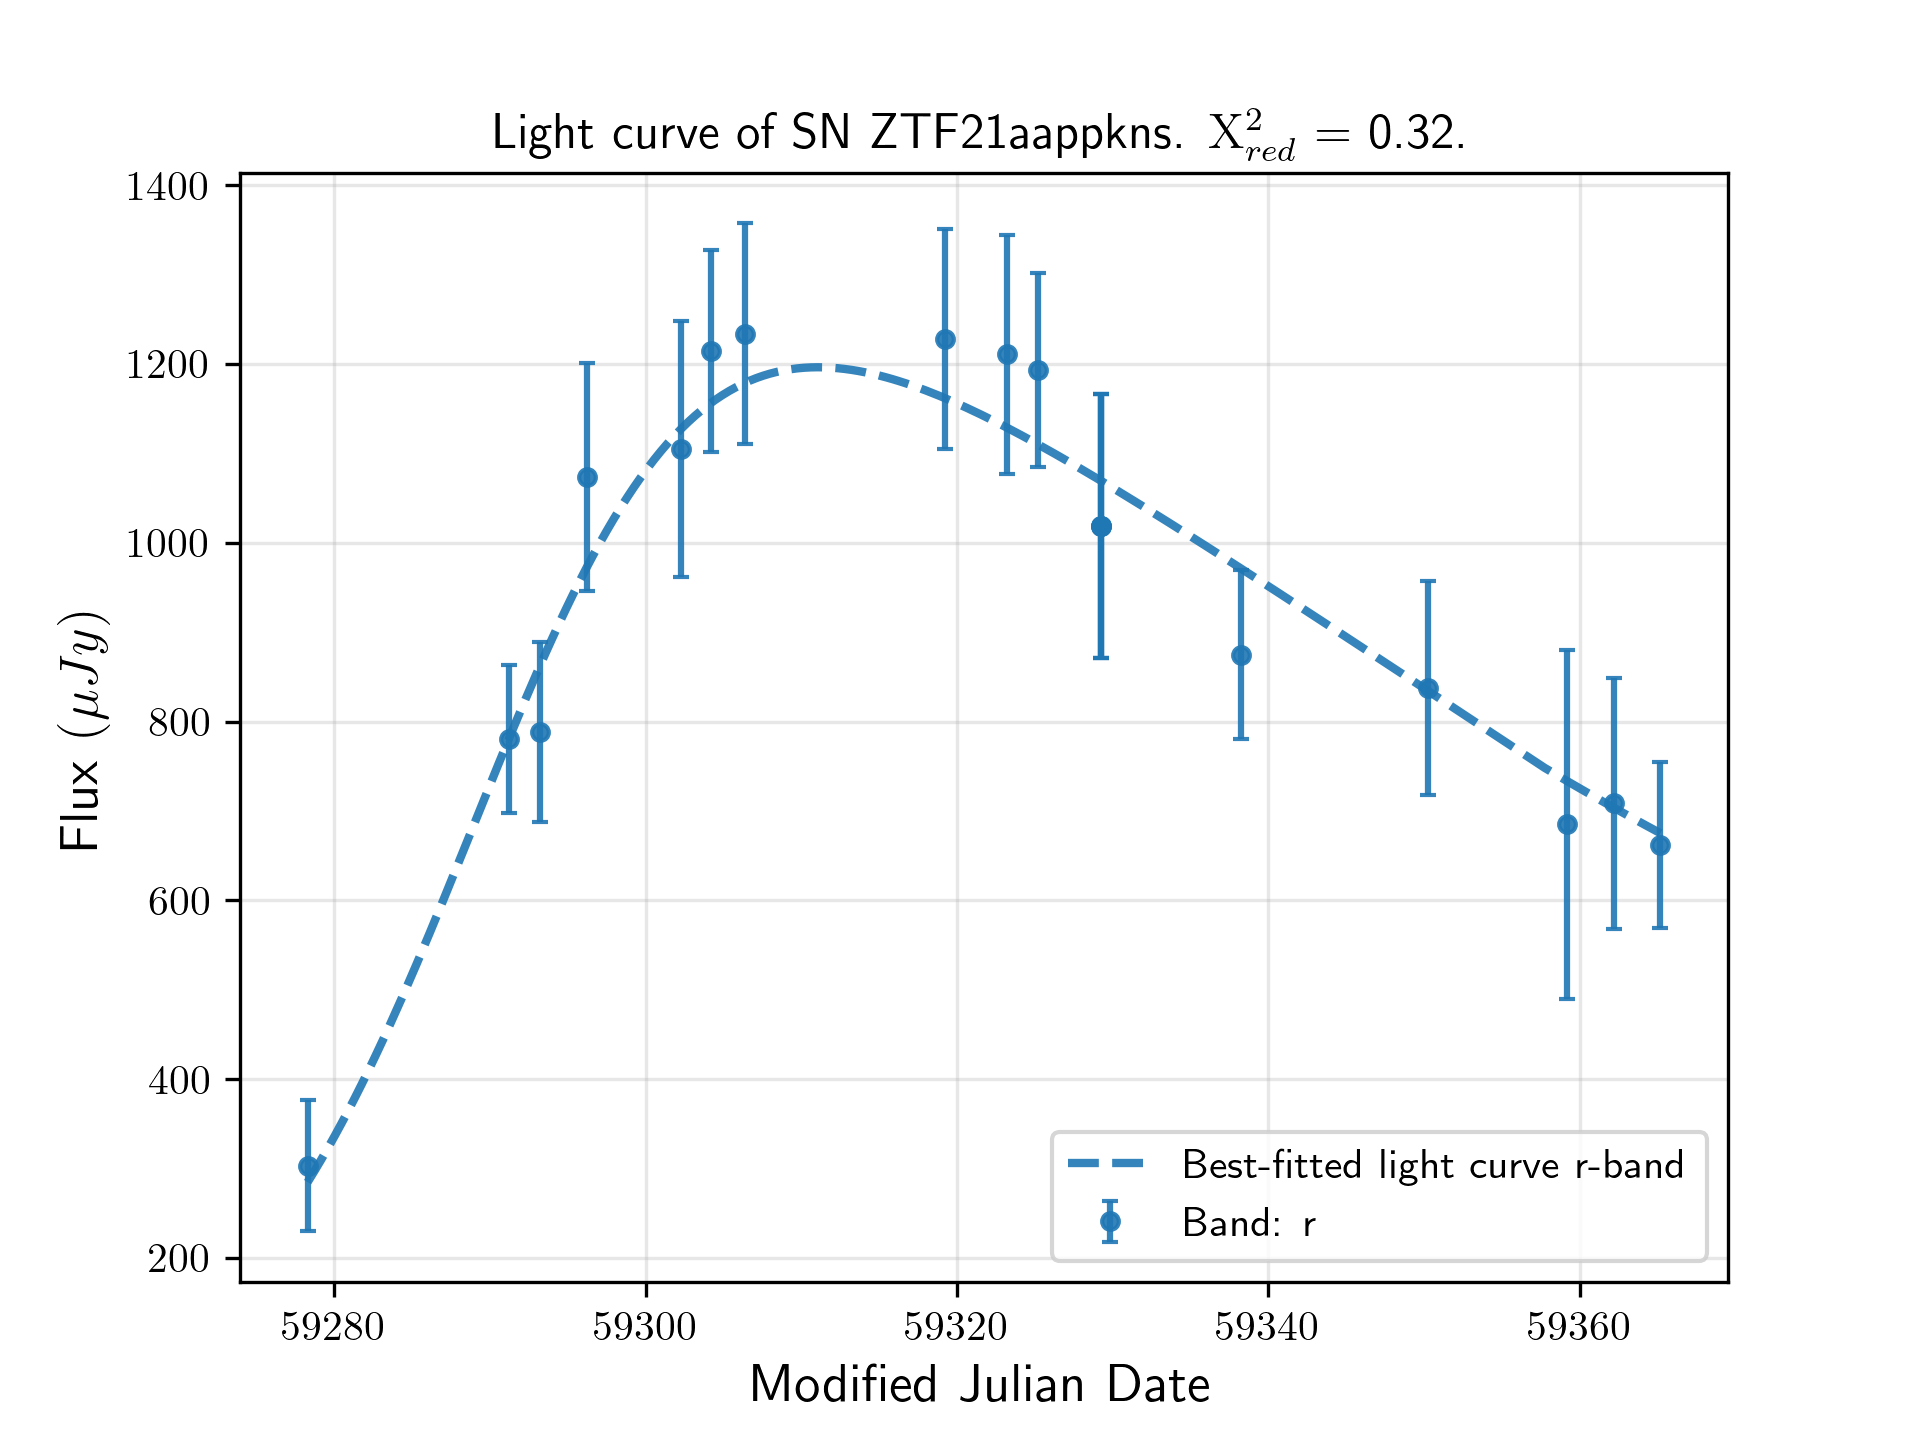 Light curve of SN ZTF21aappkns. X²_red = 0.32.
1400
1200
1000
800
600
400
200
Flux (μJy)
59280 59300 59320 59340 59360
Modified Julian Date
Best-fitted light curve r-band
Band: r